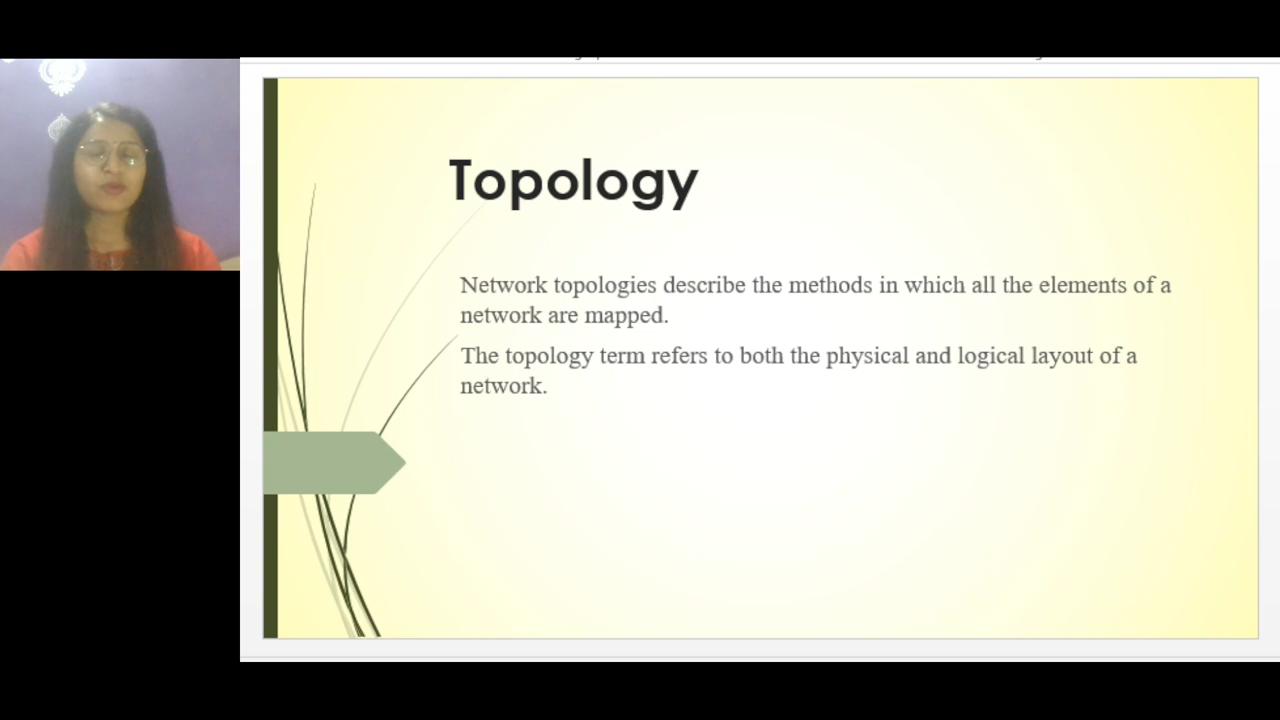 Topology
Network topologies describe the methods in which all the elements of a
network are mapped.
The topology term refers to both the physical and logical layout of a
network.